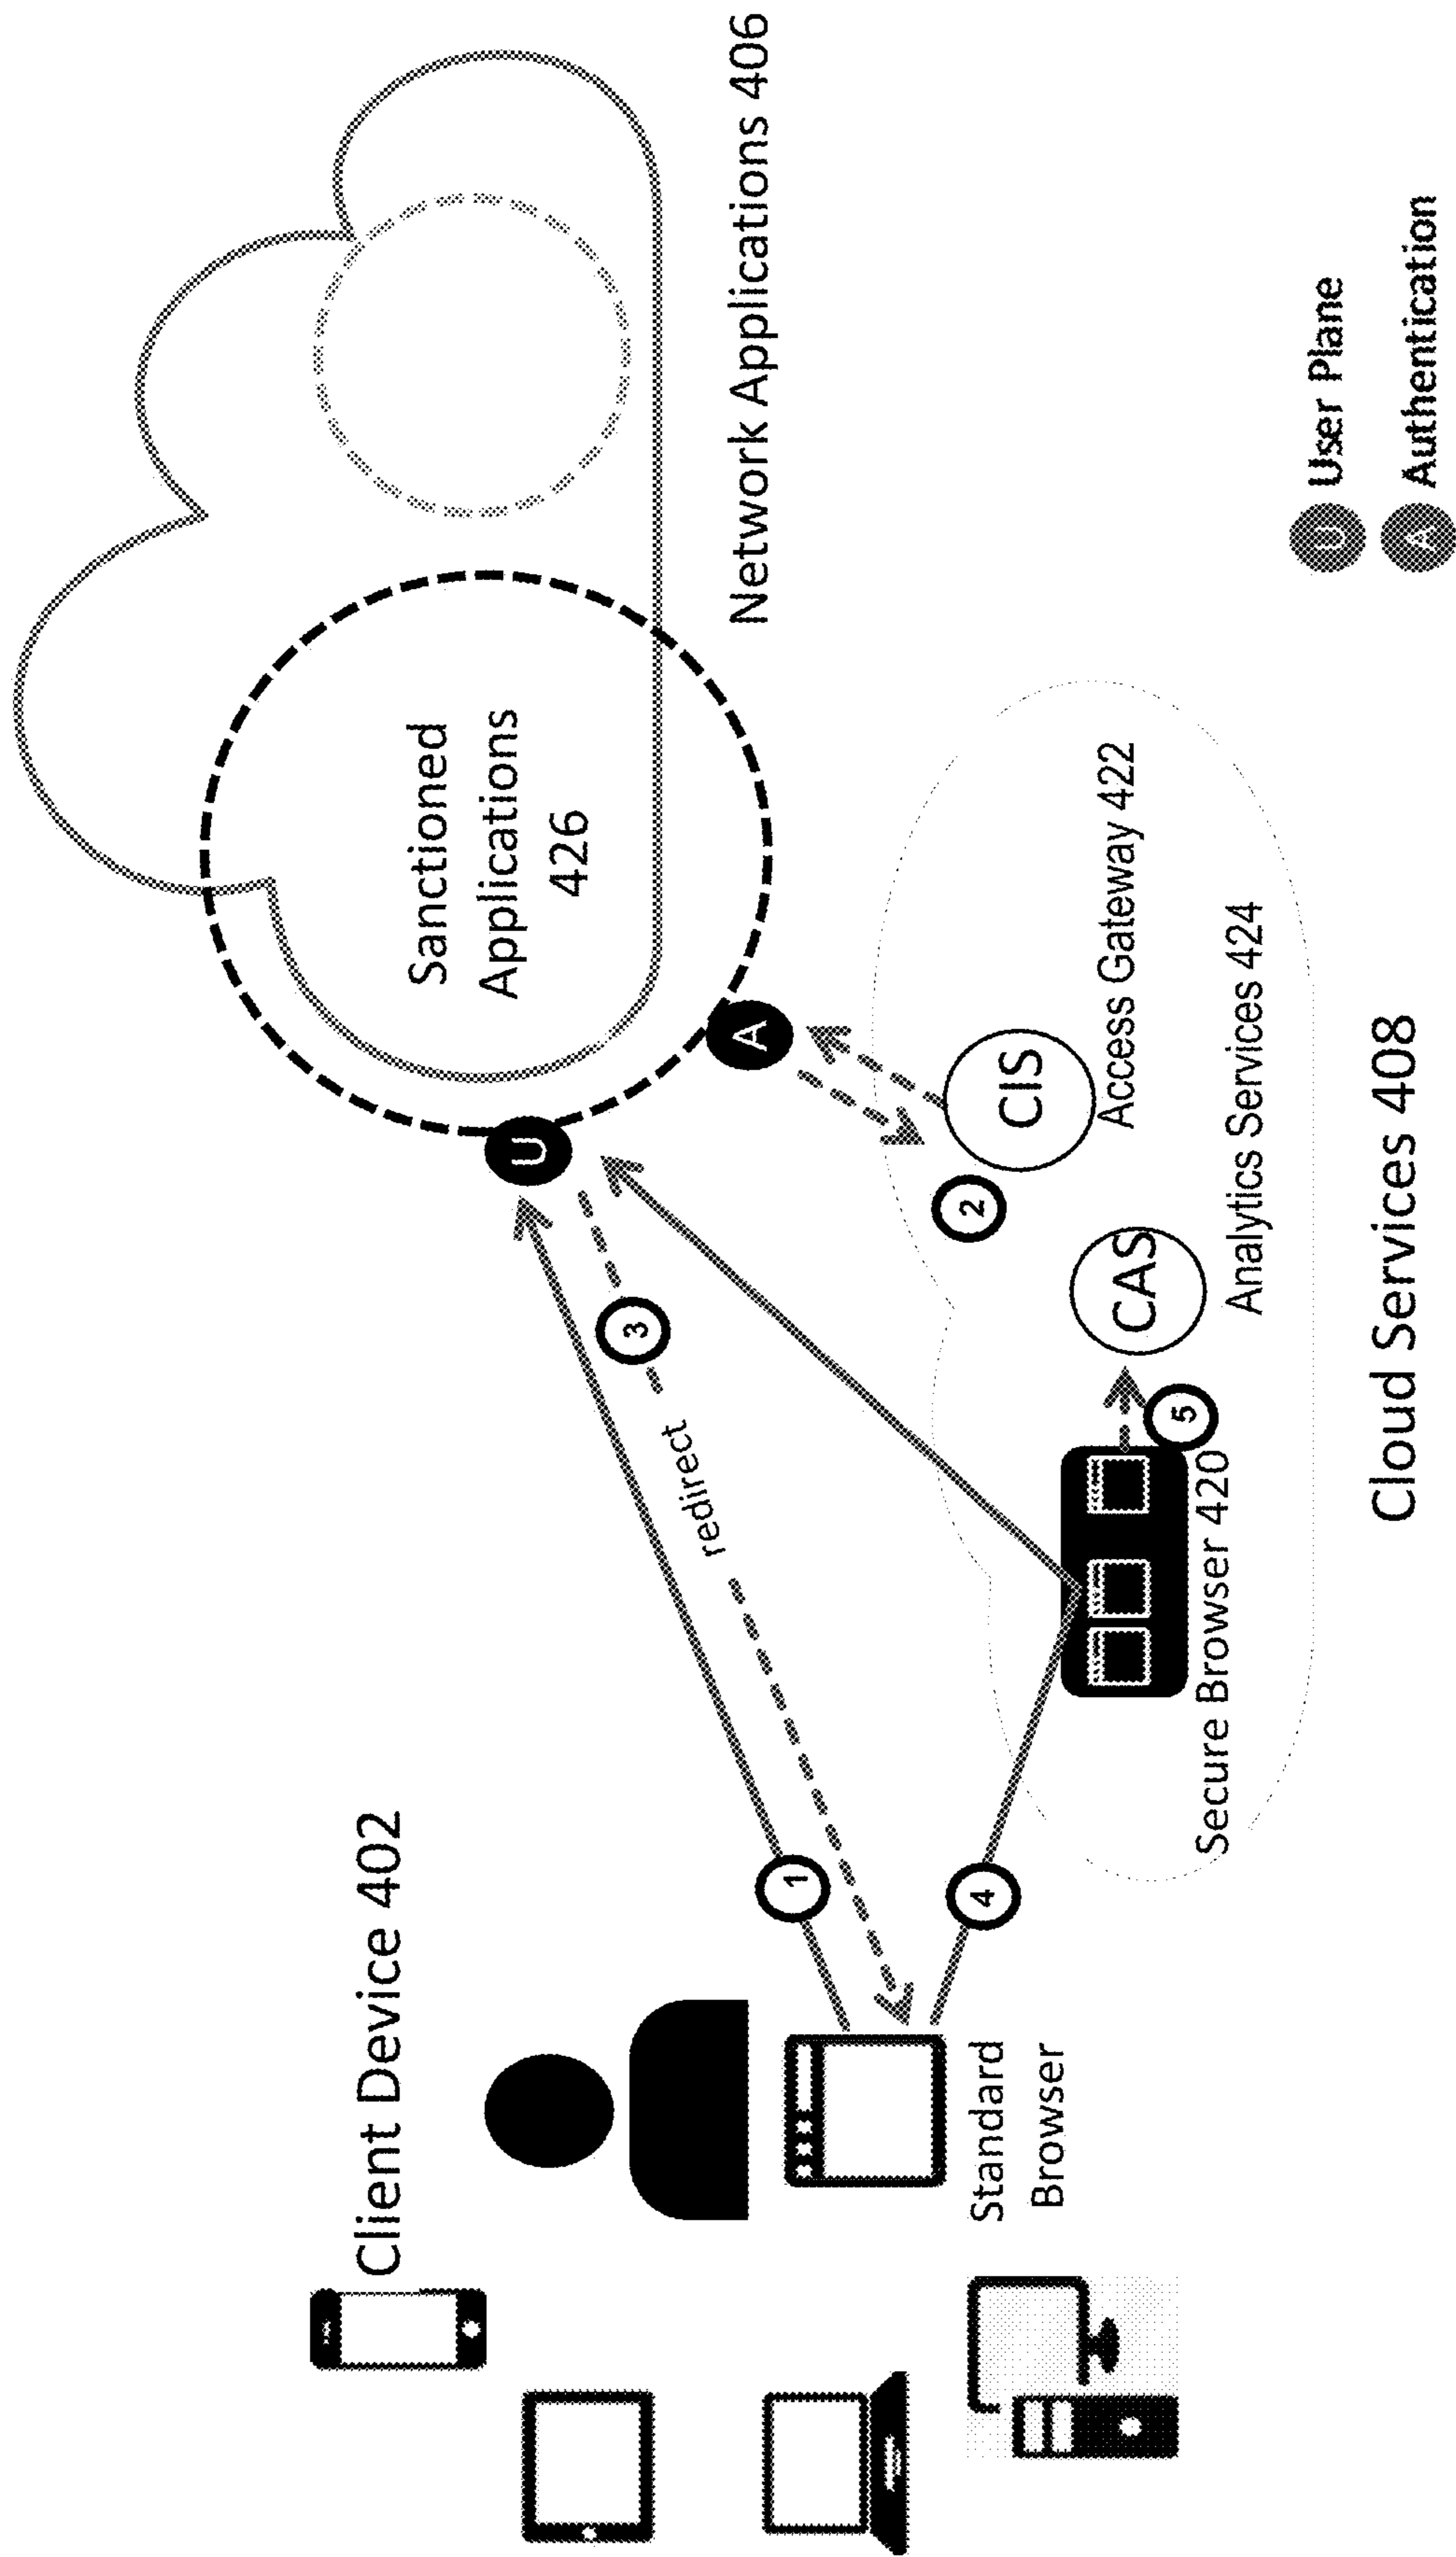 Client Device 402
Standard
Browser
1
redirect
3
4
U
A
Sanctioned
Applications
426
Network Applications 406
2
CIS
Access Gateway 422
CAS
Analytics Services 424
5
Secure Browser 420
Cloud Services 408
U User Plane
A Authentication